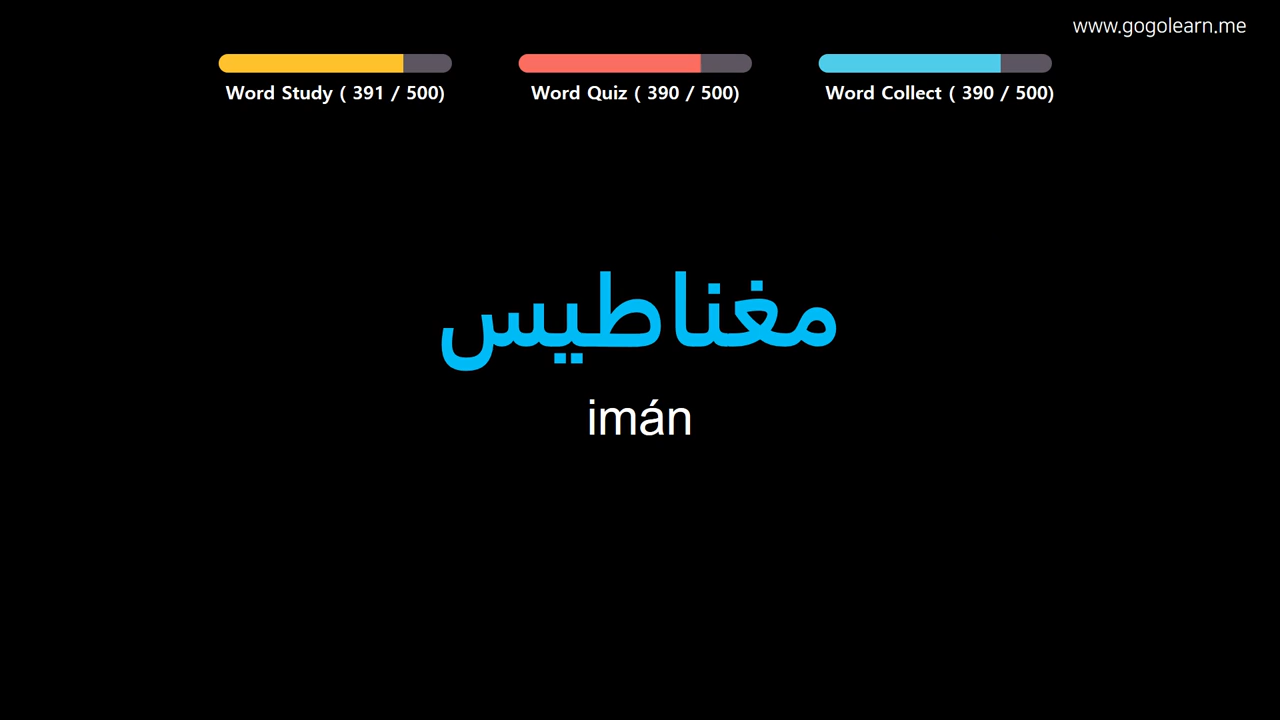 www.gogolearn.me
Word Study ( 391 / 500)
Word Quiz ( 390 / 500)
Word Collect ( 390 / 500)
مغناطيس
imán